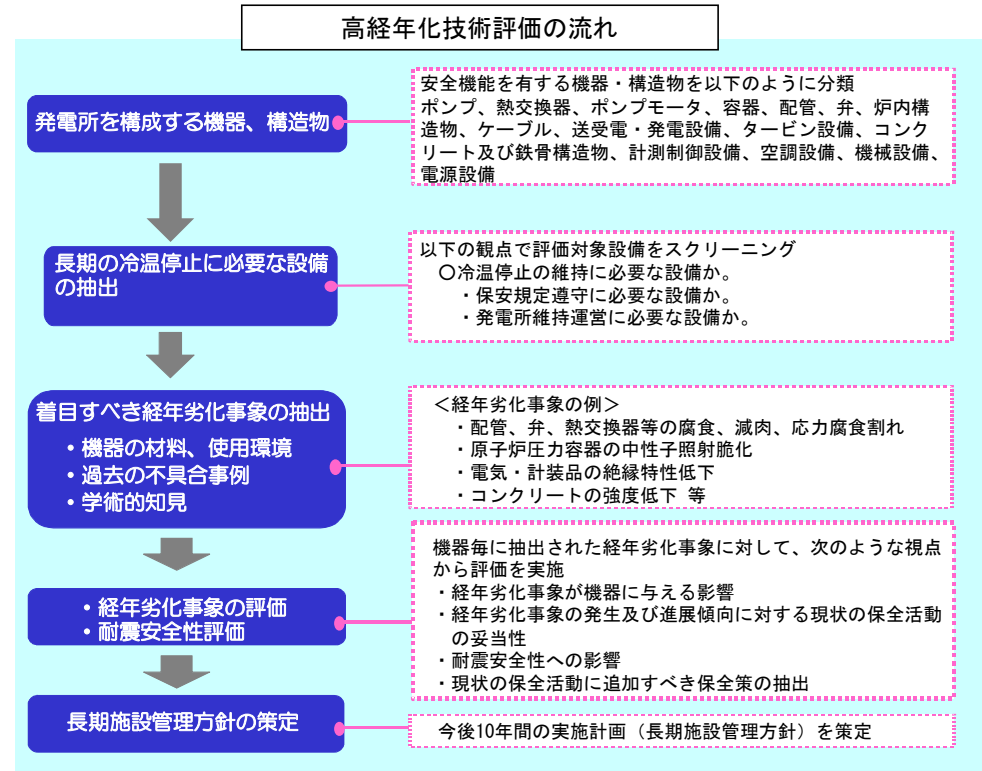 高経年化技術評価の流れ
発電所を構成する機器、構造物
安全機能を有する機器・構造物を以下のように分類
ポンプ、熱交換器、ポンプモータ、容器、配管、弁、炉内構
造物、ケーブル、送受電・発電設備、タービン設備、コンク
リート及び鉄骨構造物、計測制御設備、空調設備、機械設備、
電源設備
長期の冷温停止に必要な設備
の抽出
以下の観点で評価対象設備をスクリーニング
〇冷温停止の維持に必要な設備か。
・保安規定遵守に必要な設備か。
・発電所維持運営に必要な設備か。
着目すべき経年劣化事象の抽出
・機器の材料、使用環境
・過去の不具合事例
・学術的知見
＜経年劣化事象の例＞
・配管、弁、熱交換器等の腐食、減肉、応力腐食割れ
・原子炉圧力容器の中性子照射脆化
・電気・計装品の絶縁特性低下
・コンクリートの強度低下 等
・経年劣化事象の評価
・耐震安全性評価
機器毎に抽出された経年劣化事象に対して、次のような視点
から評価を実施
・経年劣化事象が機器に与える影響
・経年劣化事象の発生及び進展傾向に対する現状の保全活動
の妥当性
・耐震安全性への影響
・現状の保全活動に追加すべき保全策の抽出
長期施設管理方針の策定
今後10年間の実施計画（長期施設管理方針）を策定